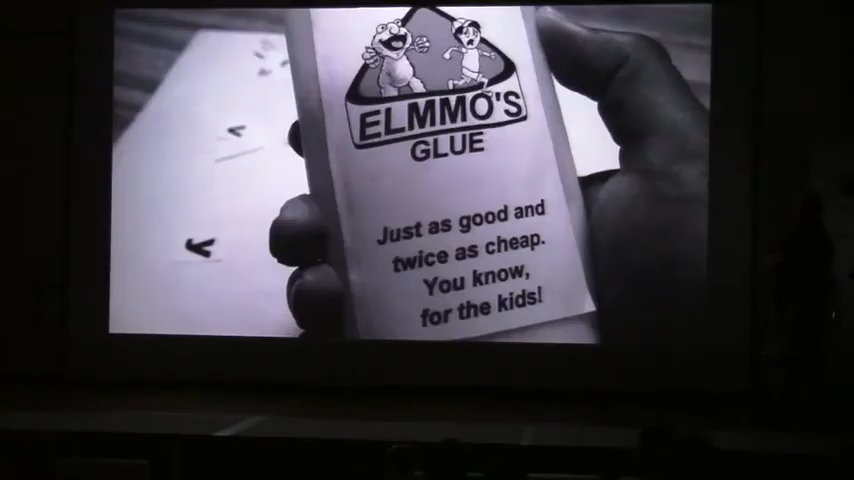 ELMMO'S
GLUE
Just as good and
twice as cheap.
You know,
for the kids!